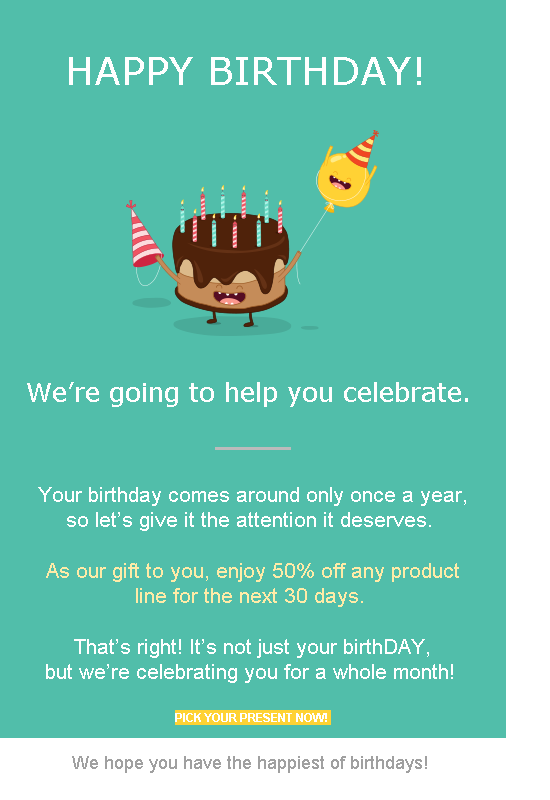 HAPPY BIRTHDAY!
We’re going to help you celebrate.
Your birthday comes around only once a year,
so let’s give it the attention it deserves.
As our gift to you, enjoy 50% off any product
line for the next 30 days.
That’s right! It’s not just your birthDAY,
but we’re celebrating you for a whole month!
PICK YOUR PRESENT NOW!
We hope you have the happiest of birthdays!